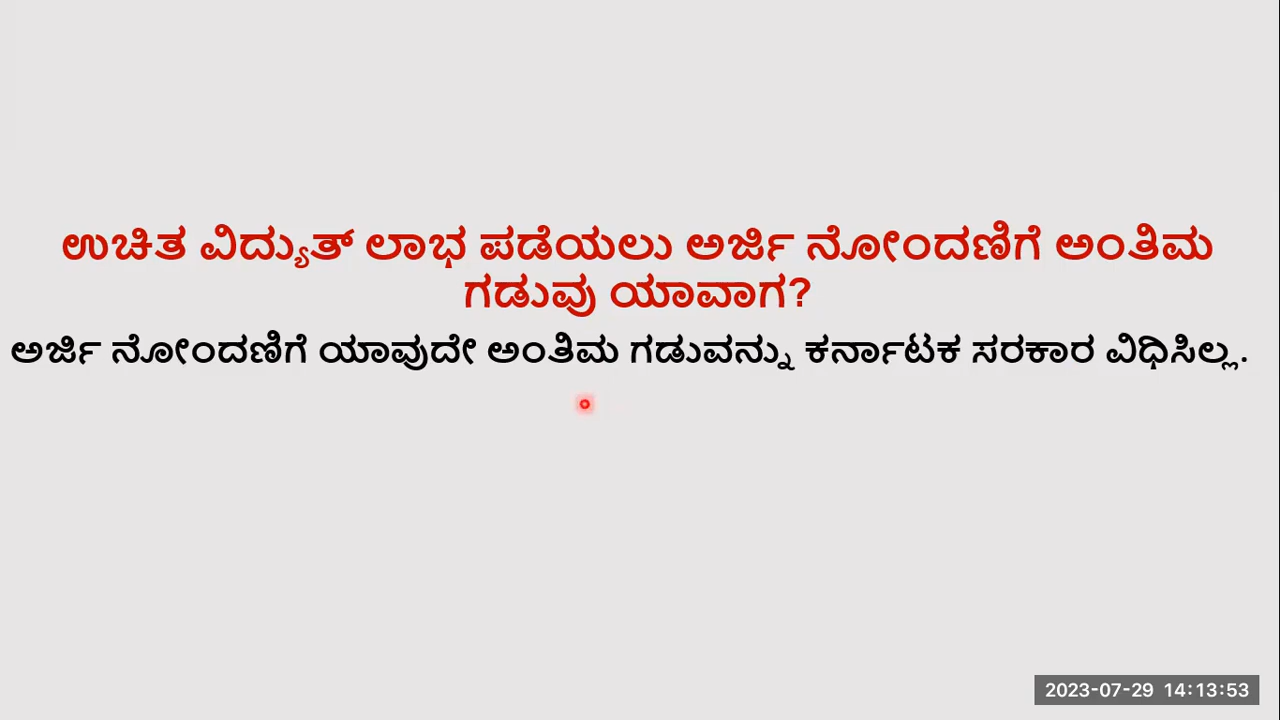 ಉಚಿತ ವಿದ್ಯುತ್ ಲಾಭ ಪಡೆಯಲು ಅರ್ಜಿ ನೋಂದಣಿಗೆ ಅಂತಿಮ
ಗಡುವು ಯಾವಾಗ?
ಅರ್ಜಿ ನೋಂದಣಿಗೆ ಯಾವುದೇ ಅಂತಿಮ ಗಡುವನ್ನು ಕರ್ನಾಟಕ ಸರಕಾರ ವಿಧಿಸಿಲ್ಲ.
2023-07-29 14:13:53